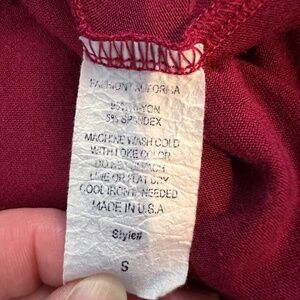 FASHION CALIFORNIA
95% RAYON
5% SPANDEX
MACHINE WASH COLD
WITH LIKE COLOR
DO NOT BLEACH
LINE OR FLAT DRY
COOL IRON IF NEEDED
MADE IN U.S.A
Style#
S